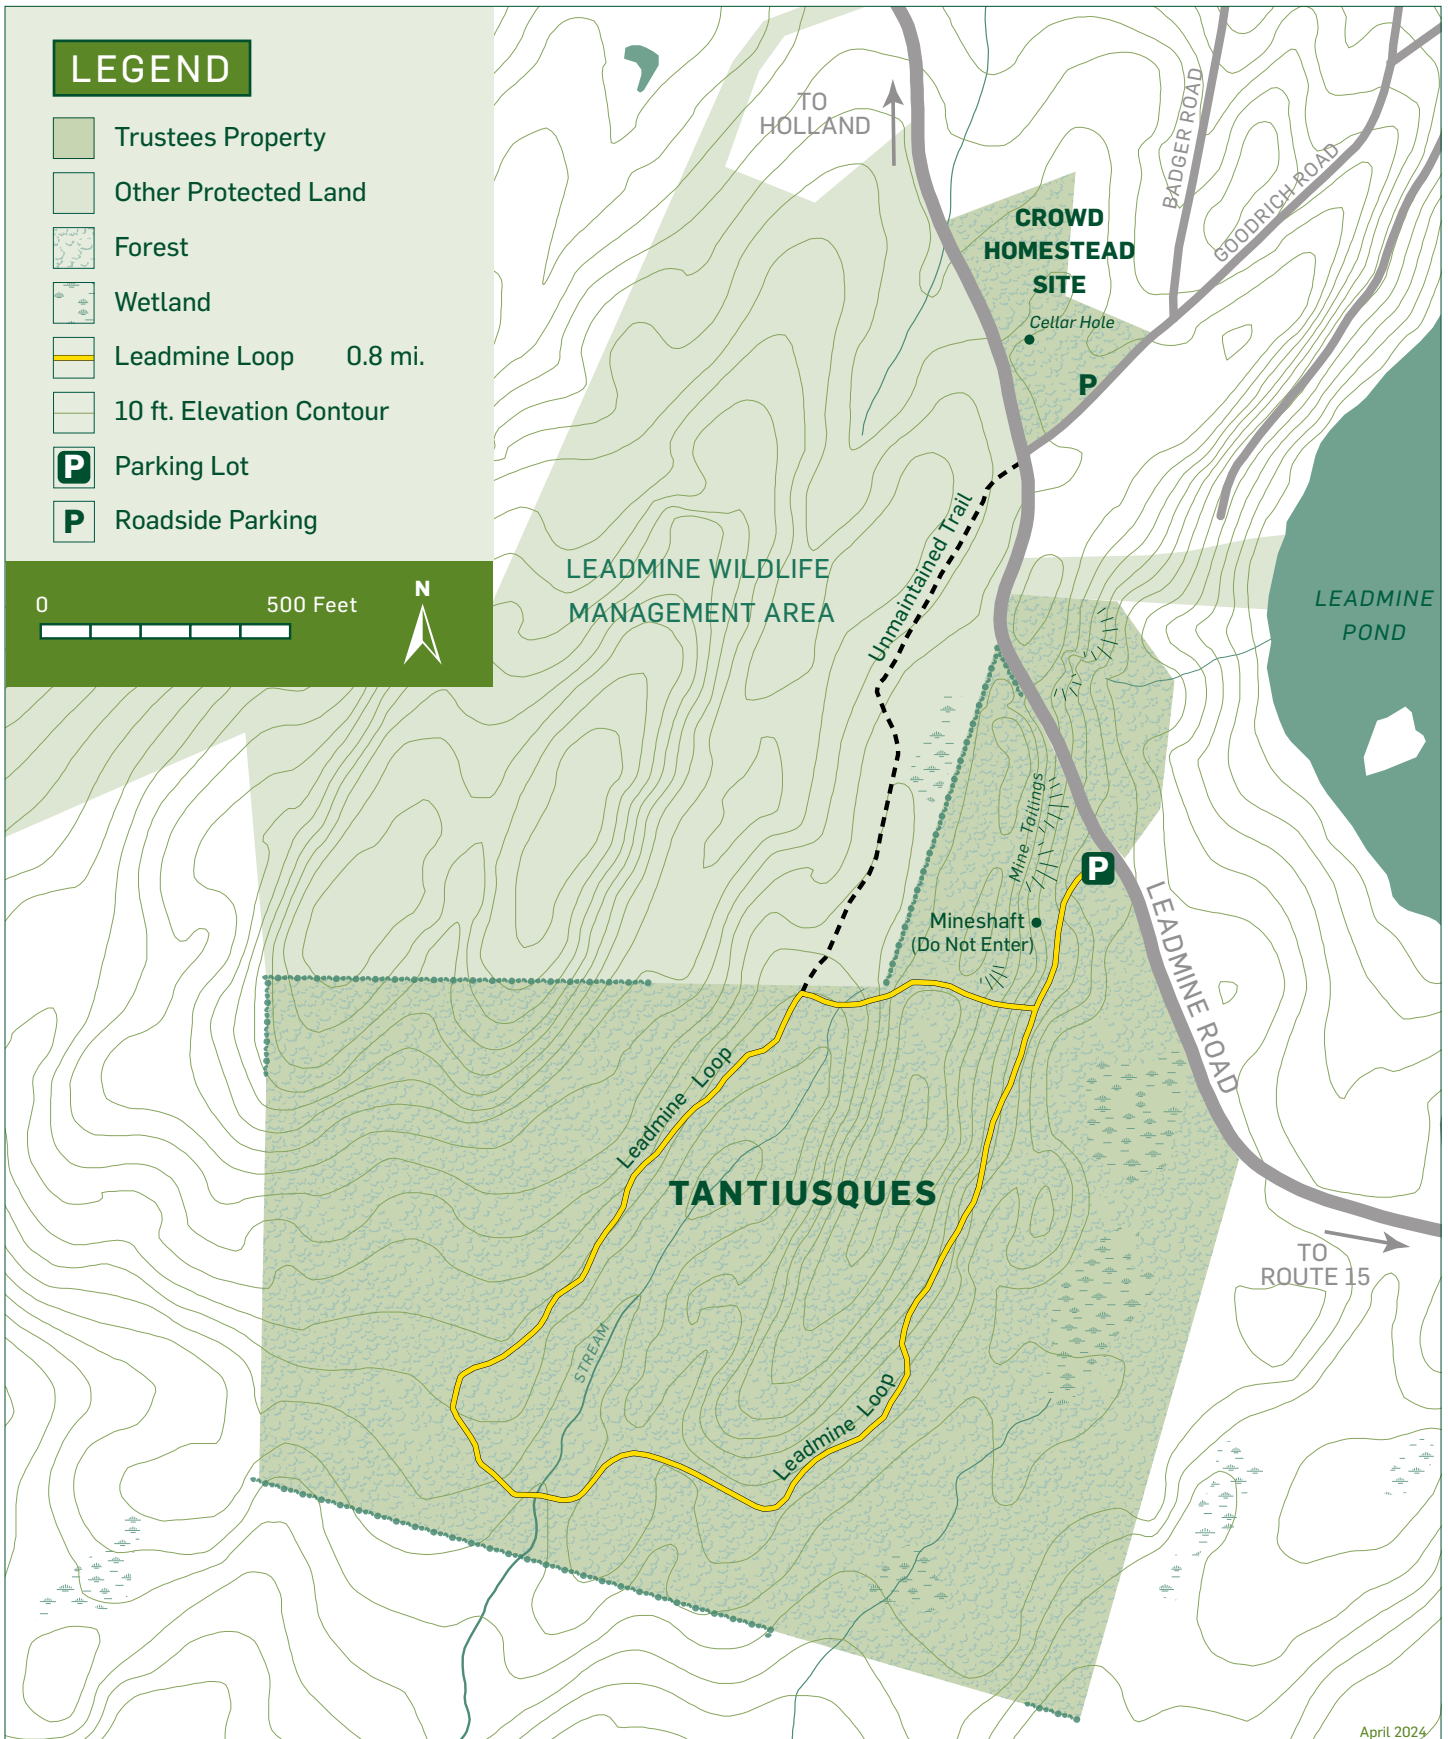 LEGEND
Trustees Property
Other Protected Land
Forest
Wetland
Leadmine Loop 0.8 mi.
10 ft. Elevation Contour
P Parking Lot
P Roadside Parking
0 500 Feet
N
TO
HOLLAND
BADGER ROAD
GOODRICH ROAD
CROWD
HOMESTEAD
SITE
Cellar Hole
P
Unmaintained Trail
LEADMINE WILDLIFE
MANAGEMENT AREA
LEADMINE
POND
Mine Tailings
P
Mineshaft
(Do Not Enter)
LEADMINE ROAD
Leadmine Loop
TANTIUSQUES
TO
ROUTE 15
STREAM
Leadmine Loop
April 2024